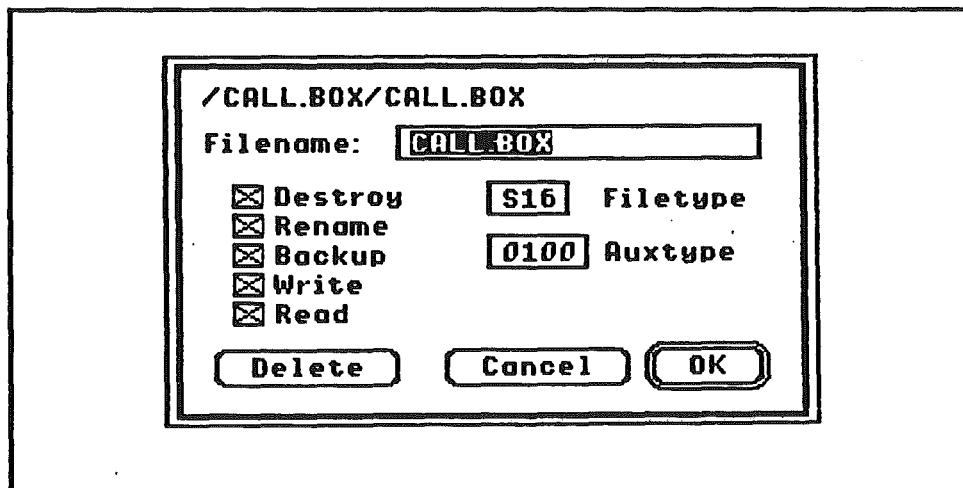 /CALL.BOX/CALL.BOX
Filename: CALL.BOX
Destroy S16 Filetype
Rename
Backup 0100 Auxtype
Write
Read
Delete Cancel OK